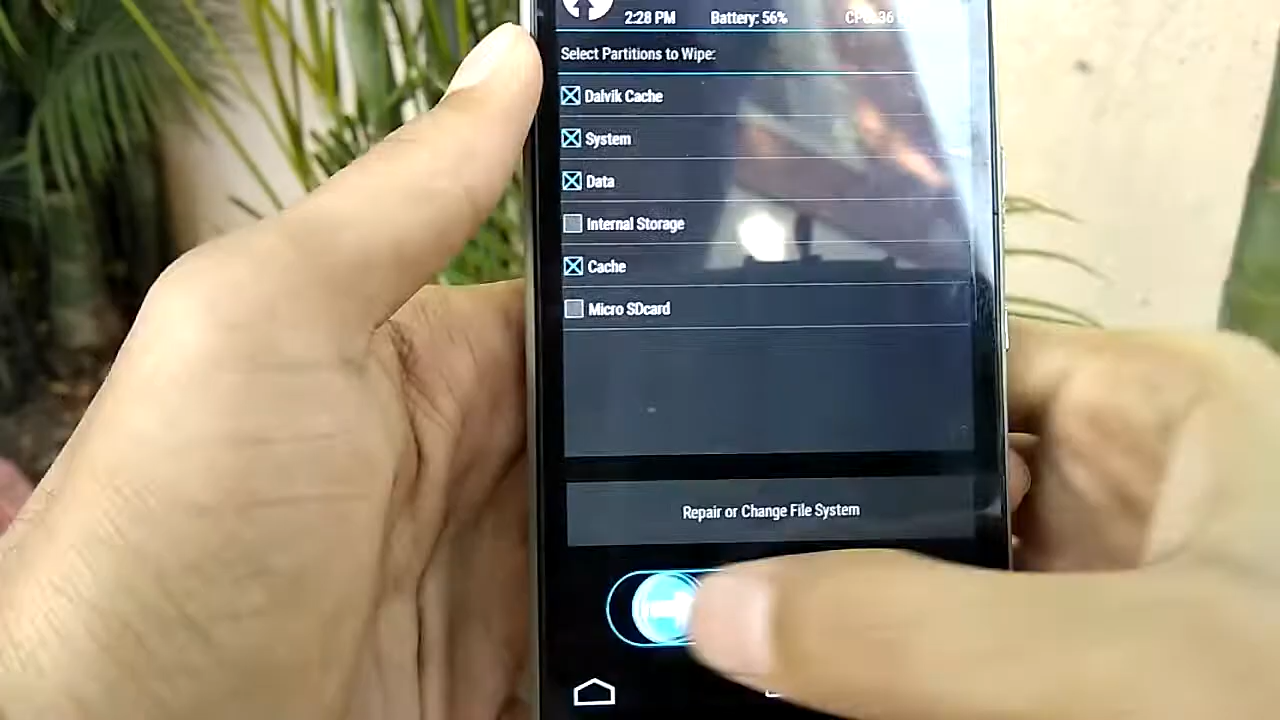 2:28 PM Battery: 56%
Select Partitions to Wipe:
Dalvik Cache
System
Data
Internal Storage
Cache
Micro SDcard
Repair or Change File System